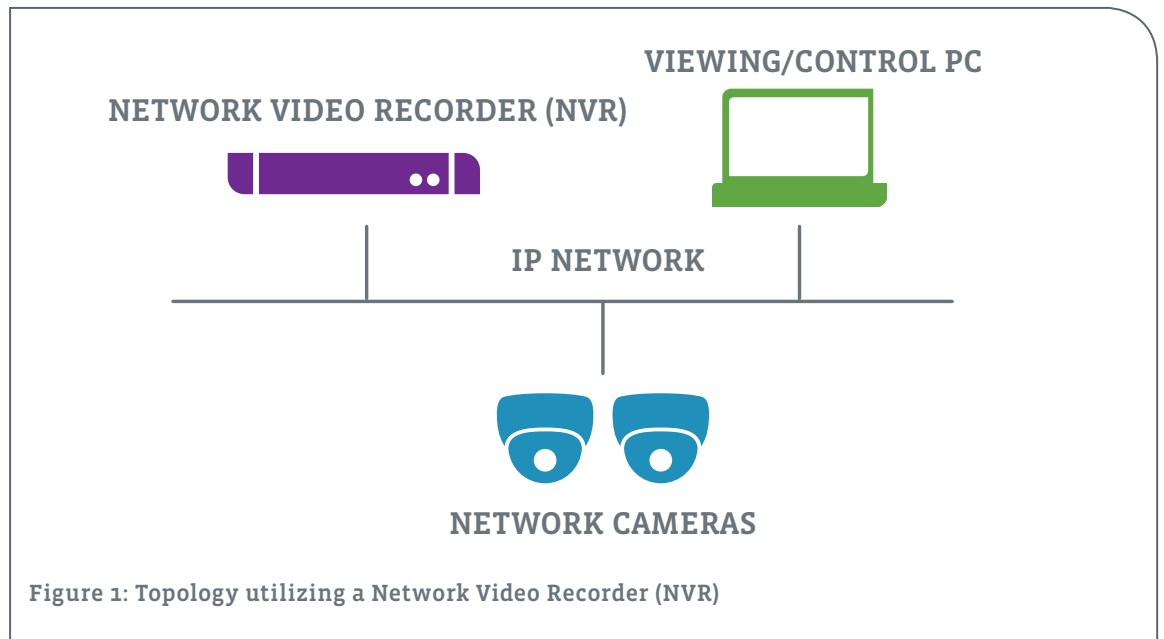 VIEWING/CONTROL PC
NETWORK VIDEO RECORDER (NVR)
IP NETWORK
NETWORK CAMERAS
Figure 1: Topology utilizing a Network Video Recorder (NVR)